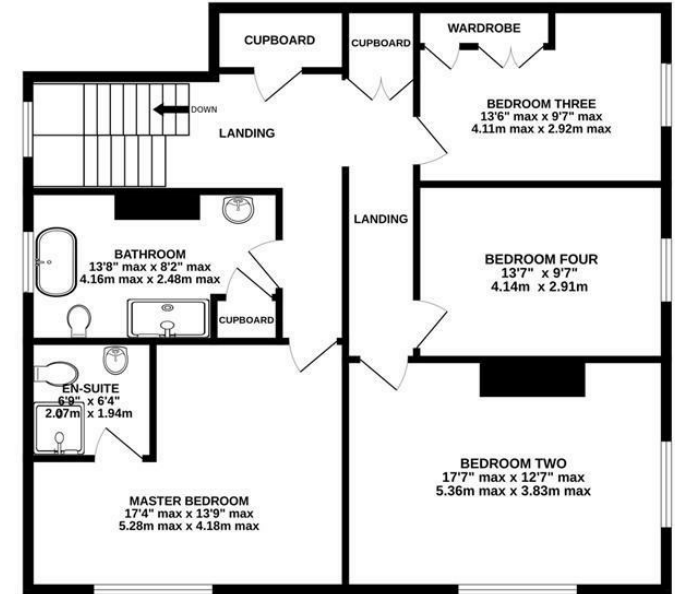 CUPBOARD
CUPBOARD
WARDROBE
DOWN
LANDING
BEDROOM THREE
13'6" max x 9'7" max
4.11m max x 2.92m max
LANDING
BATHROOM
13'8" max x 8'2" max
4.16m max x 2.48m max
BEDROOM FOUR
13'7" x 9'7"
4.14m x 2.91m
CUPBOARD
EN-SUITE
6'9" x 6'4"
2.07m x 1.94m
MASTER BEDROOM
17'4" max x 13'9" max
5.28m max x 4.18m max
BEDROOM TWO
17'7" max x 12'7" max
5.36m max x 3.83m max